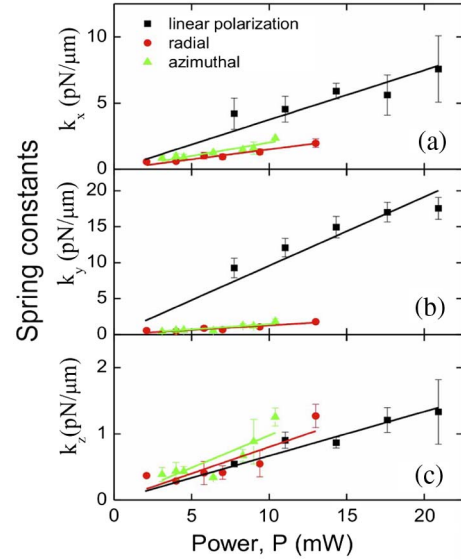 linear polarization
radial
azimuthal
10
5
0
k_x (pN/μm)
(a)
20
15
10
5
0
k_y (pN/μm)
(b)
Spring constants
2
1
0
k_z(pN/μm)
(c)
0 5 10 15 20
Power, P (mW)